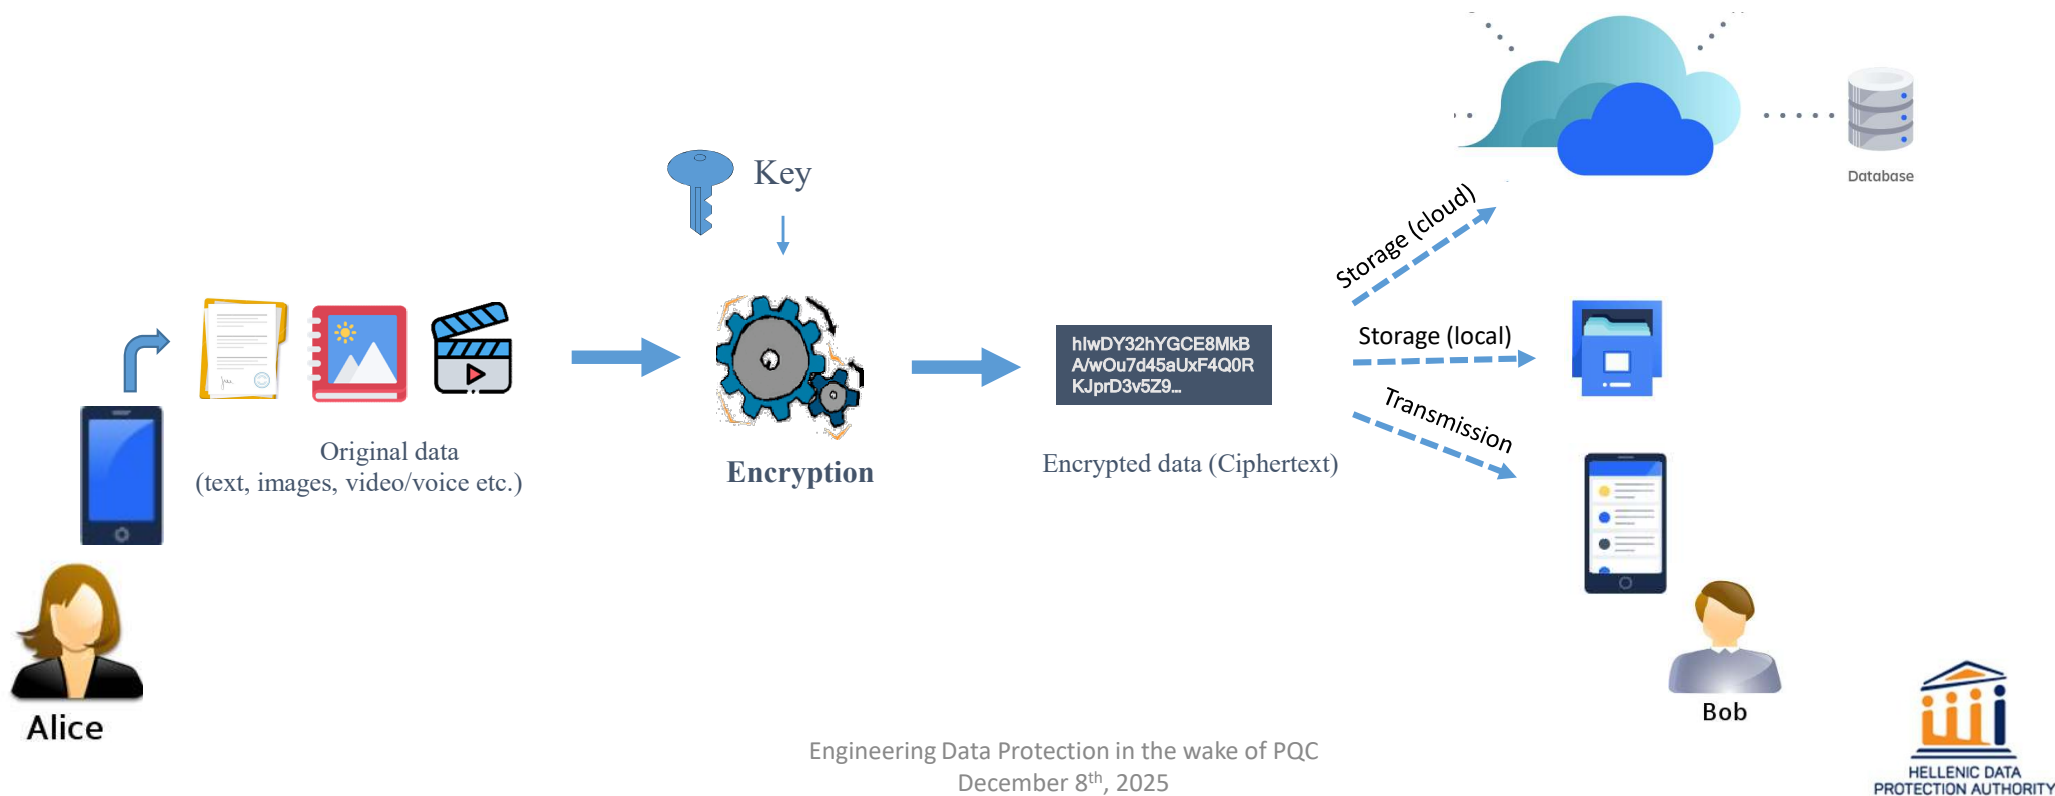 Key
Original data
(text, images, video/voice etc.)
Encryption
hIwDY32hYGCE8MkB
A/wOu7d45aUxF4Q0R
KJprD3v5Z9...
Encrypted data (Ciphertext)
Storage (cloud)
Storage (local)
Transmission
Database
Alice
Bob
Engineering Data Protection in the wake of PQC
December 8th, 2025
HELLENIC DATA
PROTECTION AUTHORITY